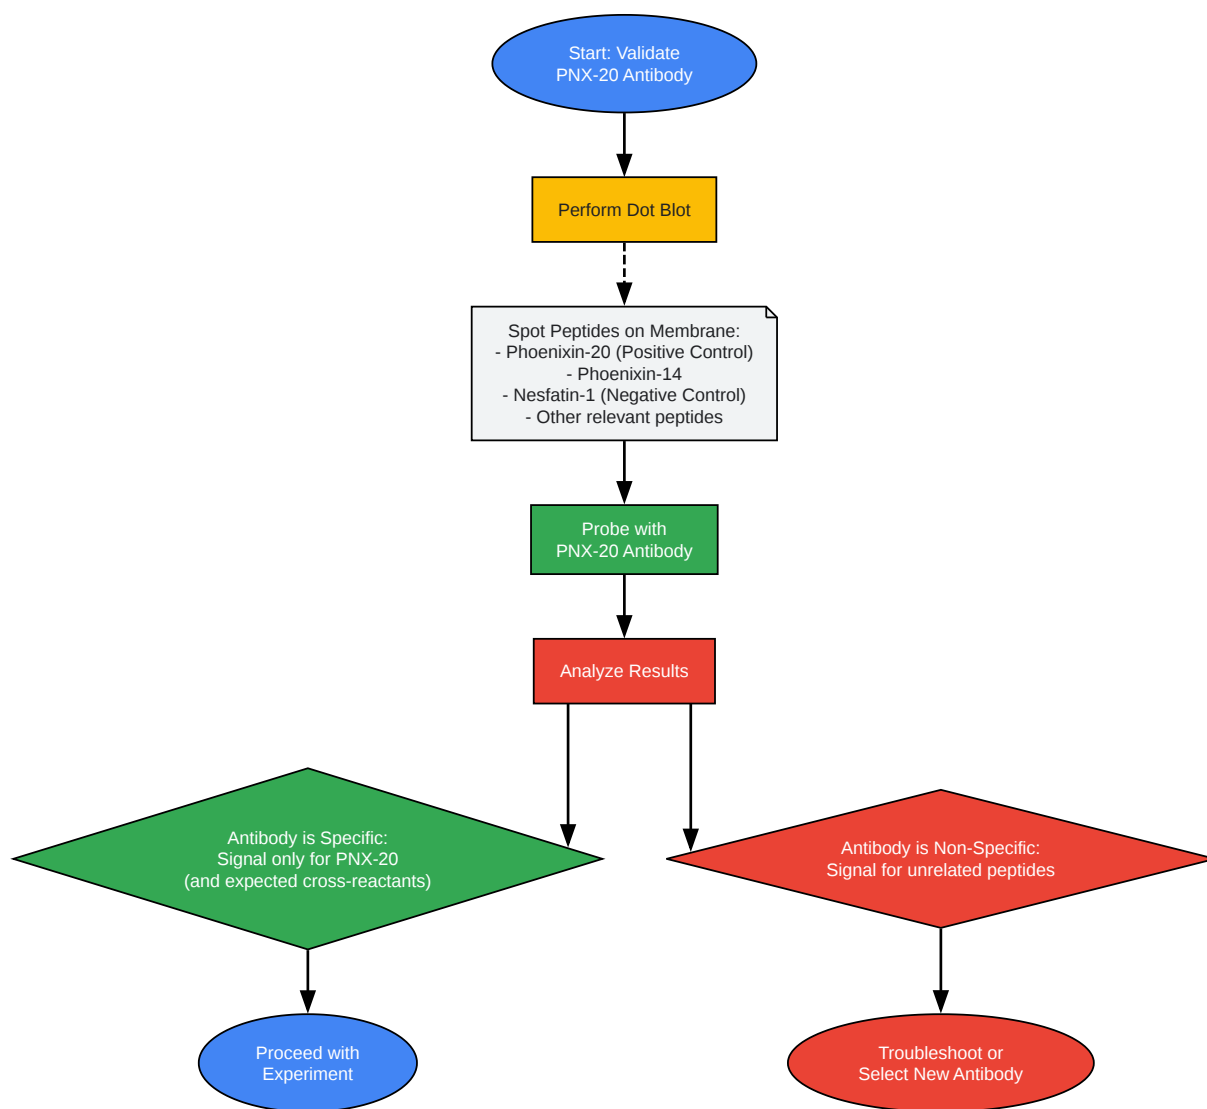 Start: Validate
PNX-20 Antibody
Perform Dot Blot
Spot Peptides on Membrane:
- Phoenixin-20 (Positive Control)
- Phoenixin-14
- Nesfatin-1 (Negative Control)
- Other relevant peptides
Probe with
PNX-20 Antibody
Analyze Results
Antibody is Specific:
Signal only for PNX-20
(and expected cross-reactants)
Antibody is Non-Specific:
Signal for unrelated peptides
Proceed with
Experiment
Troubleshoot or
Select New Antibody